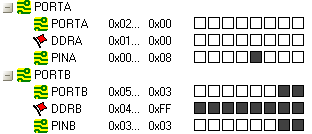 PORTA
PORTA 0x02... 0x00
DDRA 0x01... 0x00
PINA 0x00... 0x08
PORTB
PORTB 0x05... 0x03
DDRB 0x04... 0xFF
PINB 0x03... 0x03